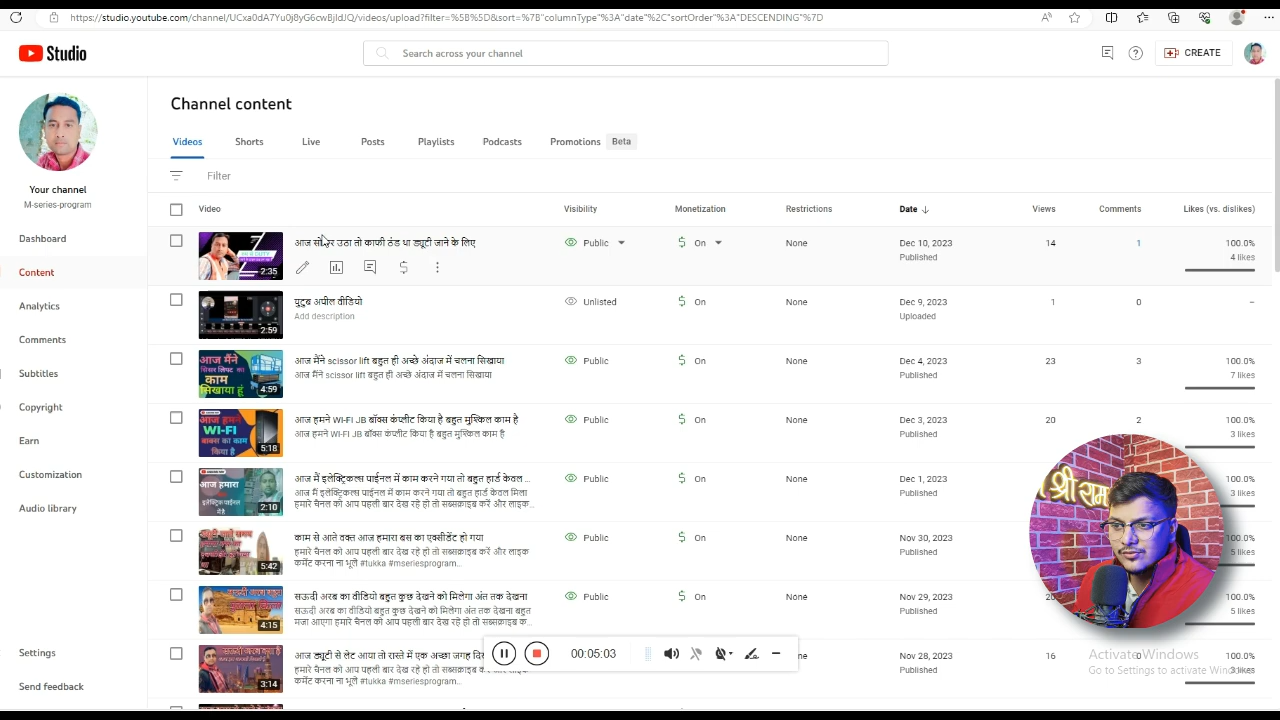 https://studio.youtube.com/channel/UCxa0dA7Yu0j8yG6cwBjIdJQ/videos/upload?filter=%5B%5D&sort=%7B"columnType"%3A"date"%2C"sortOrder"%3A"DESCENDING"%7D
Studio
Search across your channel
CREATE
Your channel
M-series-program
Dashboard
Content
Analytics
Comments
Subtitles
Copyright
Earn
Customization
Audio library
Settings
Send feedback
Channel content
Videos Shorts Live Posts Playlists Podcasts Promotions Beta
Filter
Video Visibility Monetization Restrictions Date Views Comments Likes (vs. dislikes)
2:35 उठा तो काफी ठंड था ड्यूटी जाने के लिए Public On None Dec 10, 2023 14 1 100.0%
Published 4 likes
युटुब अपील वीडियो Unlisted On None Dec 9, 2023 1 0 –
2:59 Add description Uploaded
आज मैंने scissor lift बहुत ही अच्छे अंदाज में चलना सिखाया Public On None Dec 4, 2023 23 3 100.0%
आज मैंने scissor lift बहुत ही अच्छे अंदाज में चलना सिखाया Published 7 likes
आज मैंने
काम
सिखाया हूं
4:59
आज हमने WI-FI JB बॉक्स कंप्लीट किया है बहुत मुश्किल काम है Public On None Dec 3, 2023 20 2 100.0%
आज हमने WI-FI JB बॉक्स कंप्लीट किया है बहुत मुश्किल काम है Published 3 likes
आज हमने
WI-FI
5:18
आज मैं इलेक्ट्रिकल्स पाईनल में काम करने गया तो बहुत हार्ड केवल ... Public On None Dec 1, 2023
आज मैं इलेक्ट्रिकल्स पाईनल में काम करने गया तो बहुत हार्ड केवल मिला Published 3 likes
हमारे चैनल को आप पहली बार देख रहे हो तो सब्सक्राइब करें और लाइक...
आज हमारा
2:10
काम से आते वक्त आज हमारा बस का एक्सीडेंट हो गया Public On None Nov 30, 2023 100.0%
हमारे चैनल को आप पहली बार देख रहे हो तो सब्सक्राइब करें और लाइक Published 5 likes
कमेंट करना ना भूलें #tukka #mseriesprogram...
5:42
सऊदी अरब का वीडियो बहुत कुछ देखने को मिलेगा अंत तक देखना Public On None Nov 29, 2023 100.0%
सऊदी अरब का वीडियो बहुत कुछ देखने को मिलेगा अंत तक देखना बहुत Published 5 likes
मजा आएगा हमारे चैनल को आप पहली बार देख रहे हो तो सब्सक्राइब क...
4:15
आज ड्यूटी से लेट आया तो रास्ते में एक अच्छा जगह Nov 28, 2023 16 0
हमारे चैनल को आप पहली बार देख रहे हो तो सब्सक्राइब करें Published 3 likes
कमेंट करना ना भूलें #tukka #mseriesprogram...
3:14
श्री राम
00:05:03
Activate Windows
Go to Settings to activate Windows.